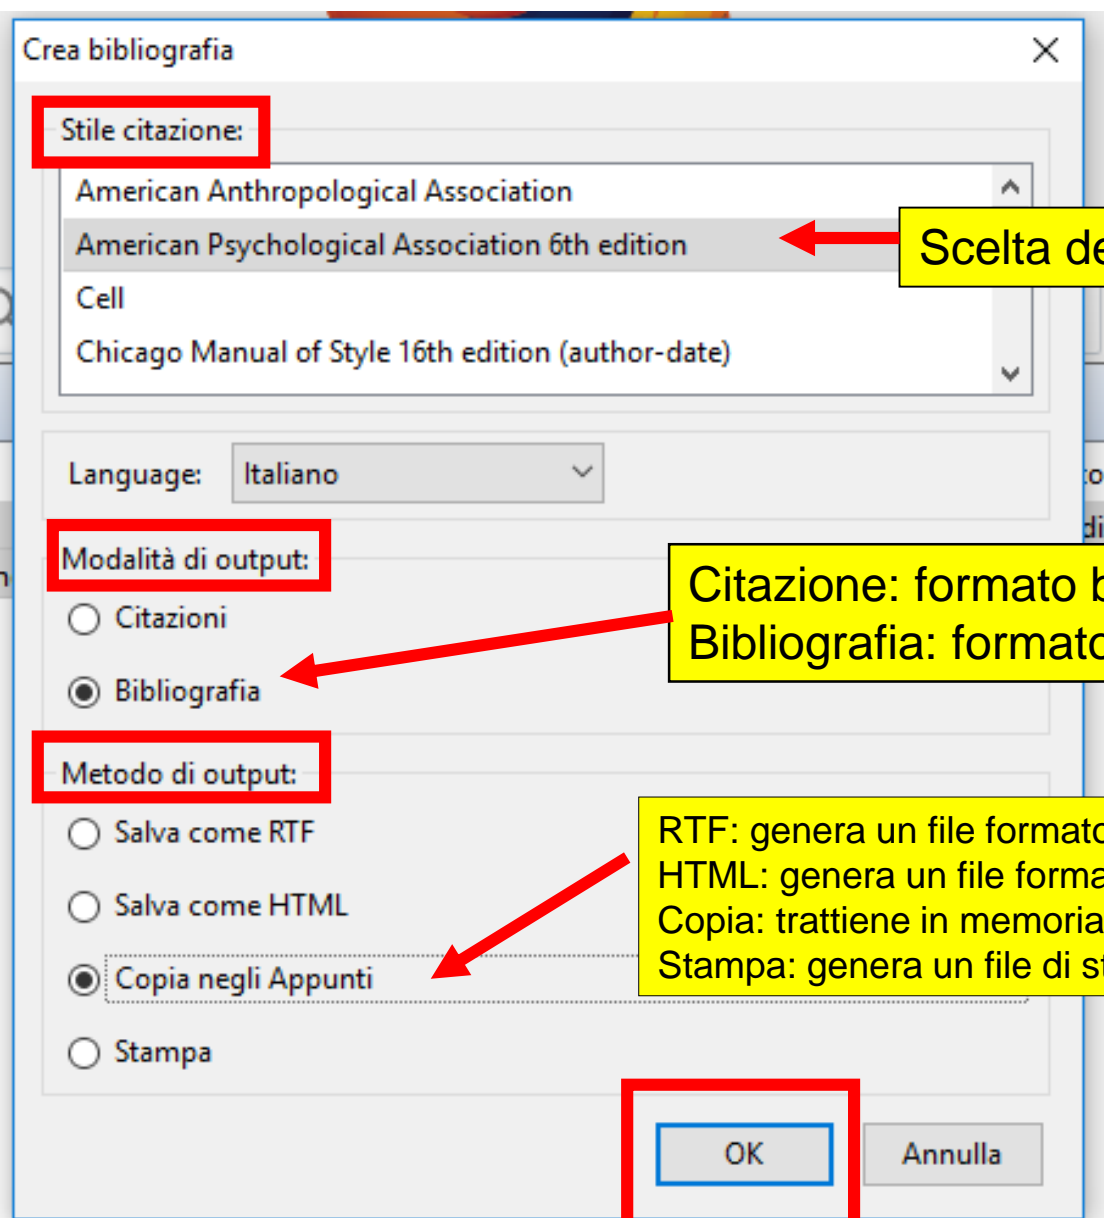 Crea bibliografia
Stile citazione:
American Anthropological Association
American Psychological Association 6th edition
Scelta de
Cell
Chicago Manual of Style 16th edition (author-date)
Language: Italiano
to
di
Modalità di output:
Citazione: formato b
Citazioni
Bibliografia: formato
Bibliografia
Metodo di output:
Salva come RTF
RTF: genera un file formato
HTML: genera un file forma
Salva come HTML
Copia: trattiene in memoria
Stampa: genera un file di st
Copia negli Appunti
Stampa
OK Annulla